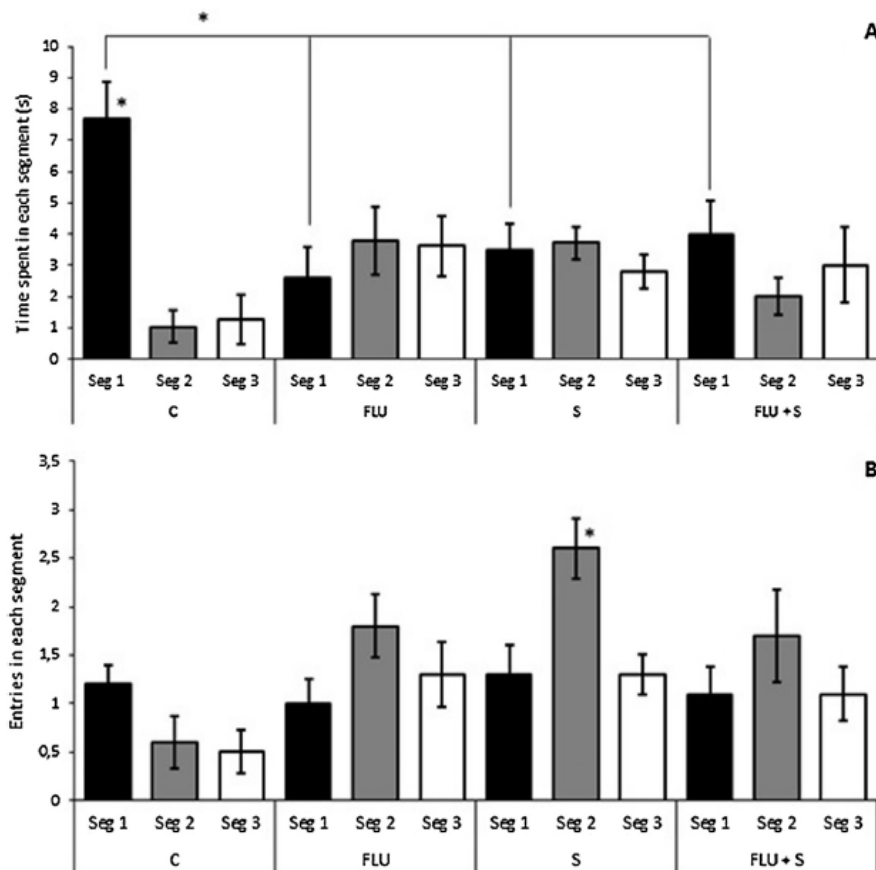 *
A
10
9
8
7
6
5
4
3
2
1
0
Time spent in each segment (s)
*
Seg 1 Seg 2 Seg 3 Seg 1 Seg 2 Seg 3 Seg 1 Seg 2 Seg 3 Seg 1 Seg 2 Seg 3
C FLU S FLU + S
B
3,5
3
2,5
2
1,5
1
0,5
0
Entries in each segment
*
Seg 1 Seg 2 Seg 3 Seg 1 Seg 2 Seg 3 Seg 1 Seg 2 Seg 3 Seg 1 Seg 2 Seg 3
C FLU S FLU + S